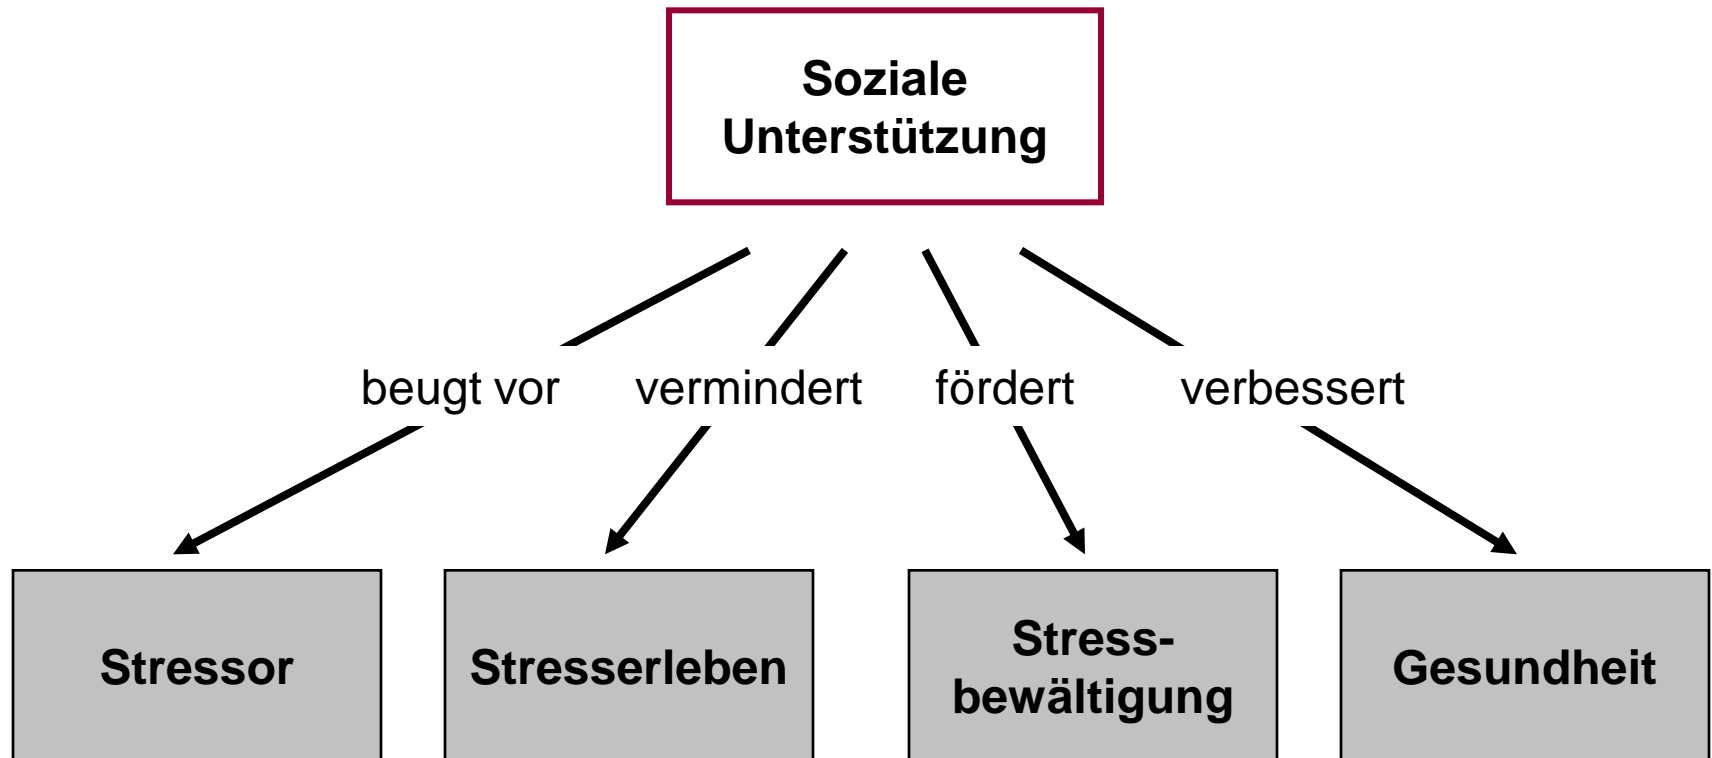 Soziale
Unterstützung
beugt vor
vermindert
fördert
verbessert
Stressor
Stresserleben
Stress-
bewältigung
Gesundheit